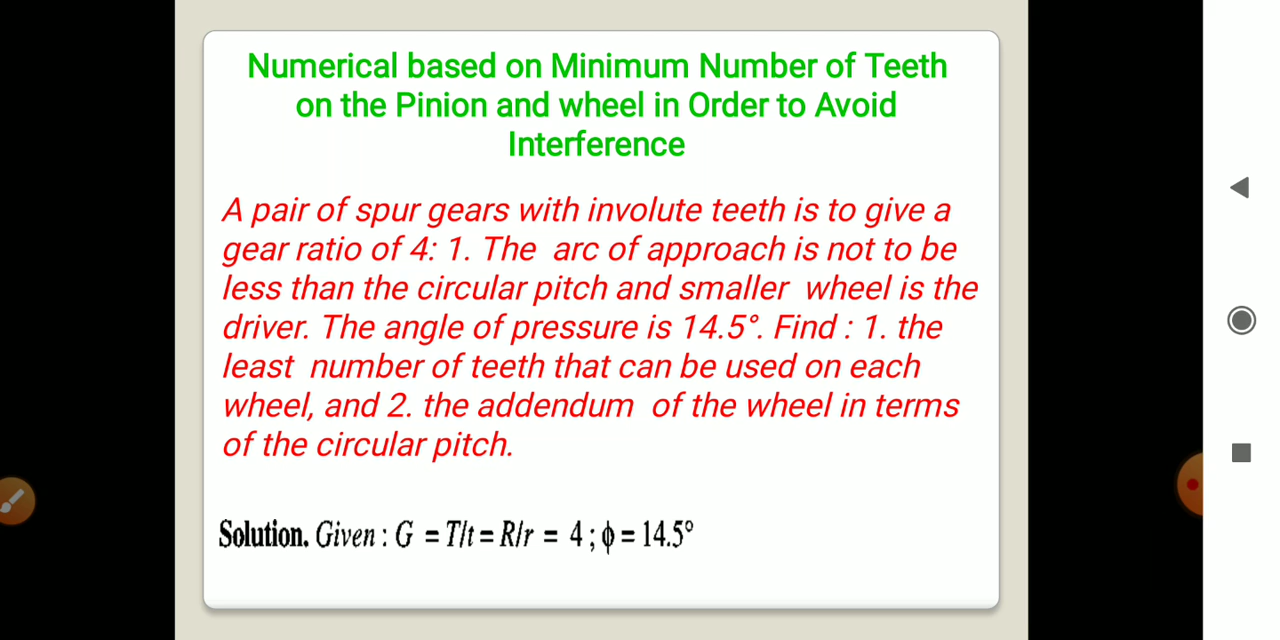 Numerical based on Minimum Number of Teeth
on the Pinion and wheel in Order to Avoid
Interference
A pair of spur gears with involute teeth is to give a
gear ratio of 4: 1. The arc of approach is not to be
less than the circular pitch and smaller wheel is the
driver. The angle of pressure is 14.5°. Find : 1. the
least number of teeth that can be used on each
wheel, and 2. the addendum of the wheel in terms
of the circular pitch.
Solution. Given : G = T/t = R/r = 4 ; ϕ = 14.5°